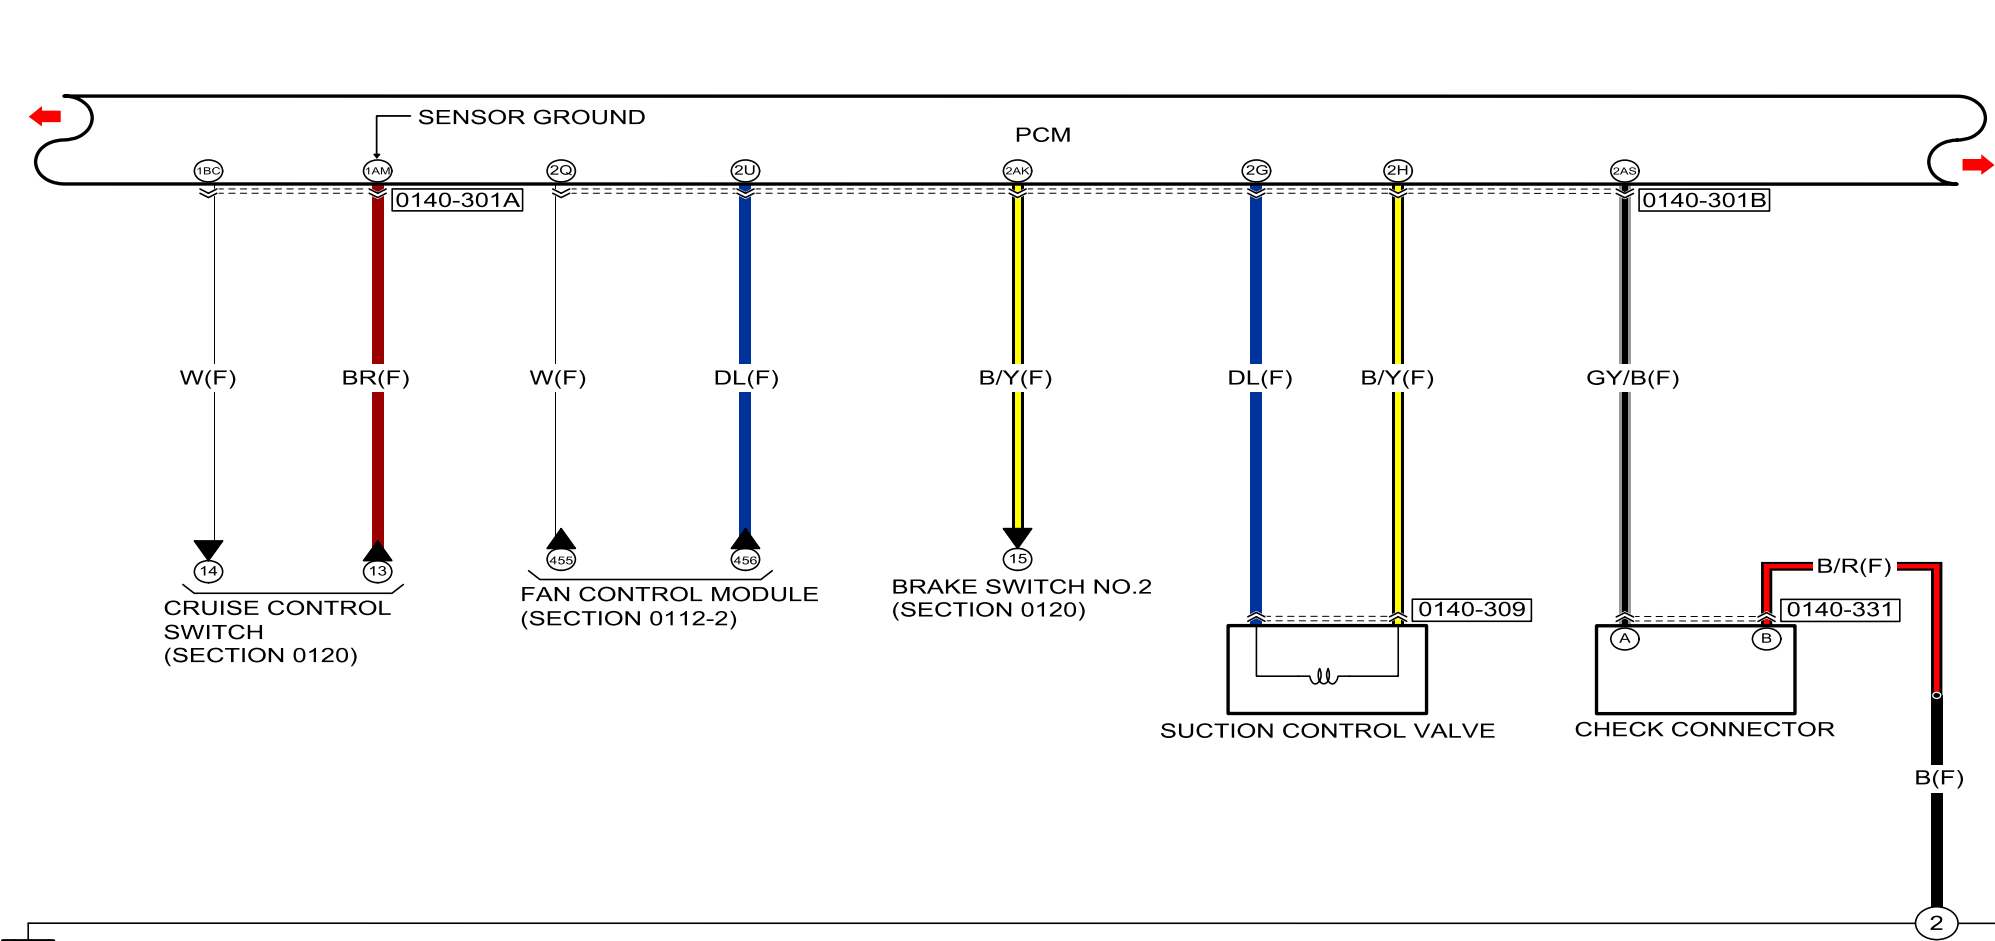 SENSOR GROUND
PCM
1BC 1AM 2Q 2U 2AK 2G 2H 2AS
0140-301A 0140-301B
W(F) BR(F) W(F) DL(F) B/Y(F) DL(F) B/Y(F) GY/B(F)
14 13 455 456 15
CRUISE CONTROL
SWITCH
(SECTION 0120)
FAN CONTROL MODULE
(SECTION 0112-2)
BRAKE SWITCH NO.2
(SECTION 0120)
B/R(F)
0140-309 0140-331
A B
SUCTION CONTROL VALVE
CHECK CONNECTOR
B(F)
2